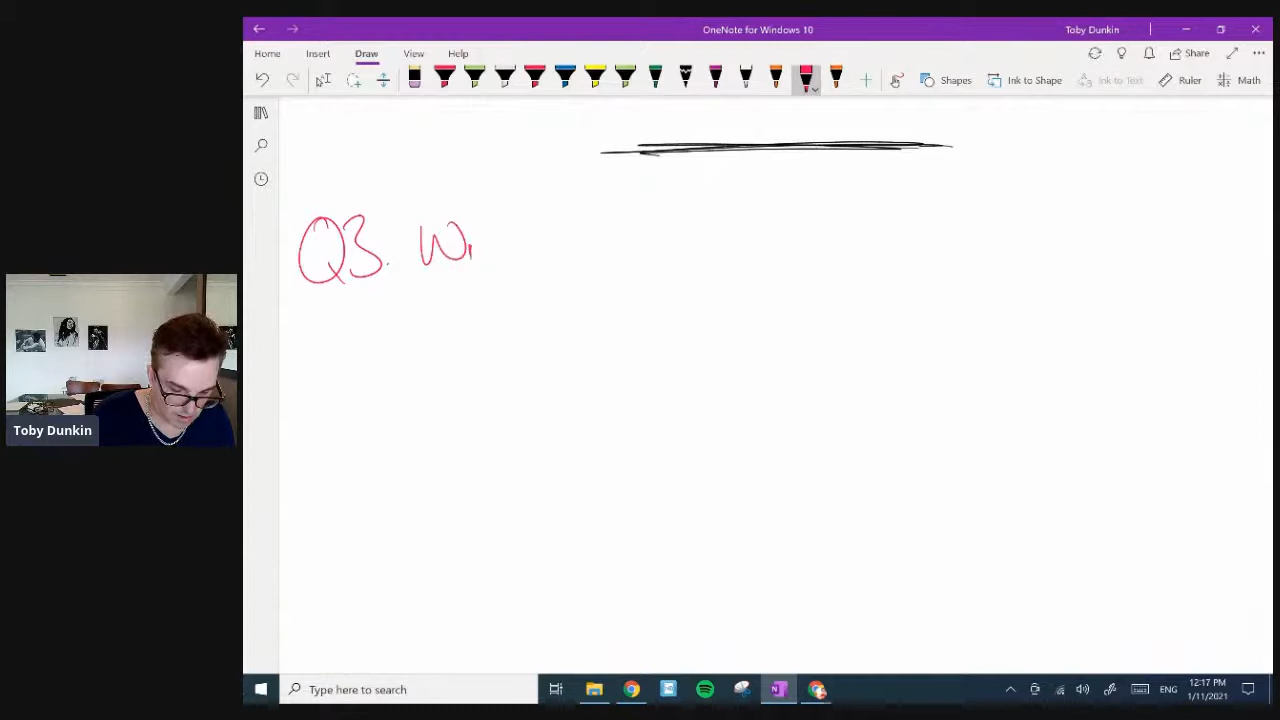 OneNote for Windows 10
Toby Dunkin
Home Insert Draw View Help
Share
Shapes Ink to Shape Ink to Text Ruler Math
Q3. W
Toby Dunkin
Type here to search
ENG
12:17 PM
1/11/2021